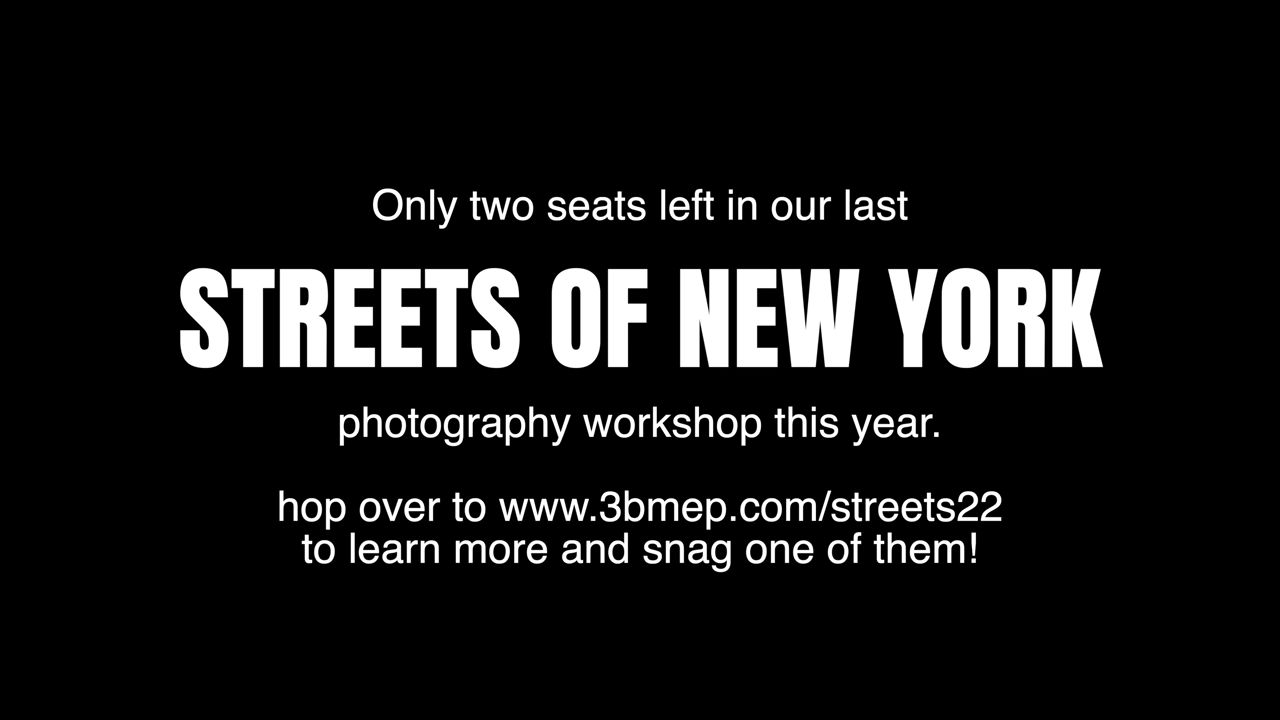 Only two seats left in our last
STREETS OF NEW YORK
photography workshop this year.
hop over to www.3bmep.com/streets22
to learn more and snag one of them!